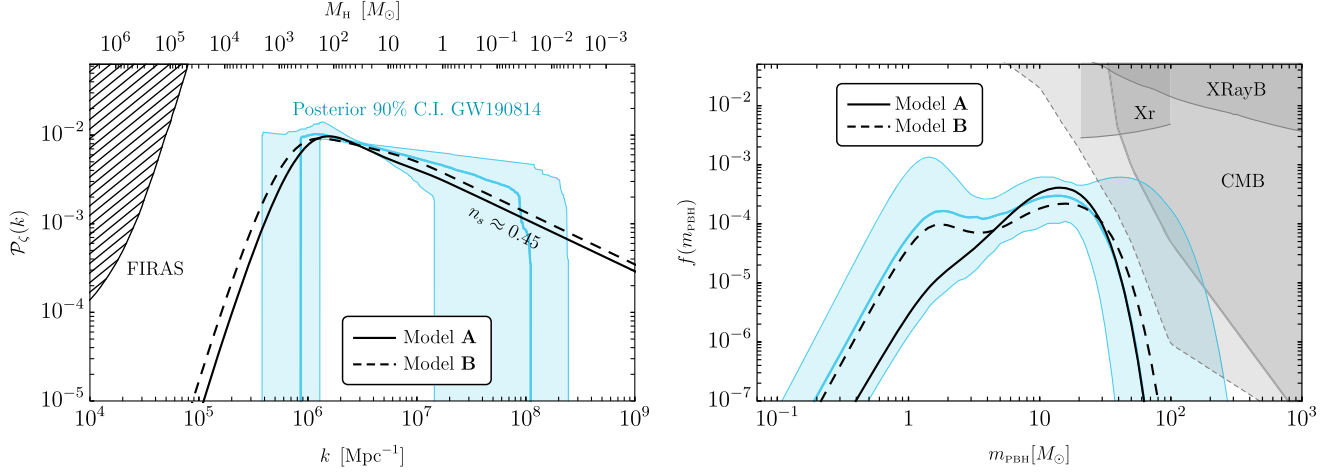 M_H [M_⊙]
10^6 10^5 10^4 10^3 10^2 10 1 10^-1 10^-2 10^-3
Posterior 90% C.I. GW190814
FIRAS
n_s ≈ 0.45
Model A
Model B
P_ζ(k)
10^-2
10^-3
10^-4
10^-5
10^4 10^5 10^6 10^7 10^8 10^9
k [Mpc^-1]
Model A
Model B
XRayB
Xr
CMB
f(m_PBH)
10^-2
10^-3
10^-4
10^-5
10^-6
10^-7
10^-1 1 10 10^2 10^3
m_PBH[M_⊙]